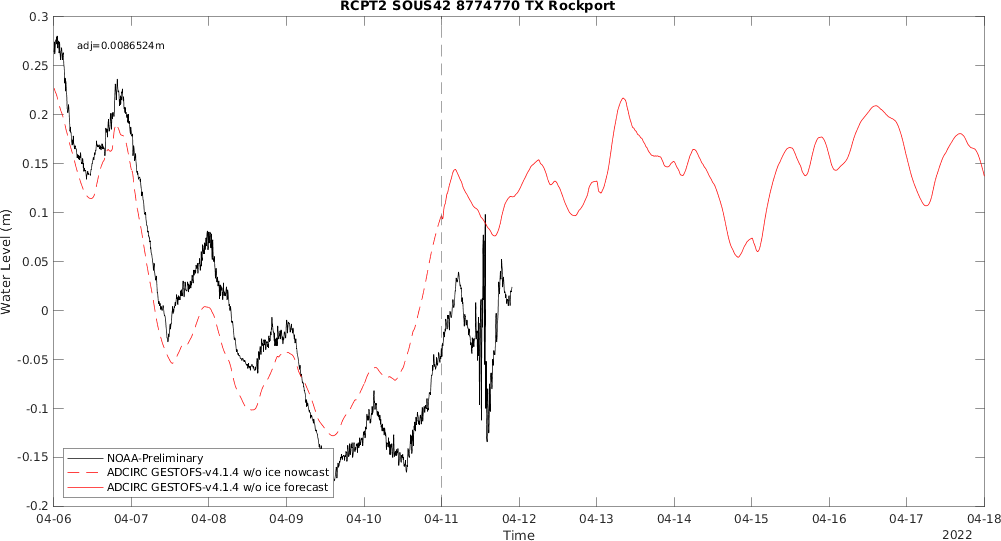 RCPT2 SOUS42 8774770 TX Rockport
adj=0.0086524m
0.3
0.25
0.2
0.15
0.1
0.05
0
-0.05
-0.1
-0.15
-0.2
Water Level (m)
NOAA-Preliminary
ADCIRC GESTOFS-v4.1.4 w/o ice nowcast
ADCIRC GESTOFS-v4.1.4 w/o ice forecast
04-06 04-07 04-08 04-09 04-10 04-11 04-12 04-13 04-14 04-15 04-16 04-17 04-18
Time
2022